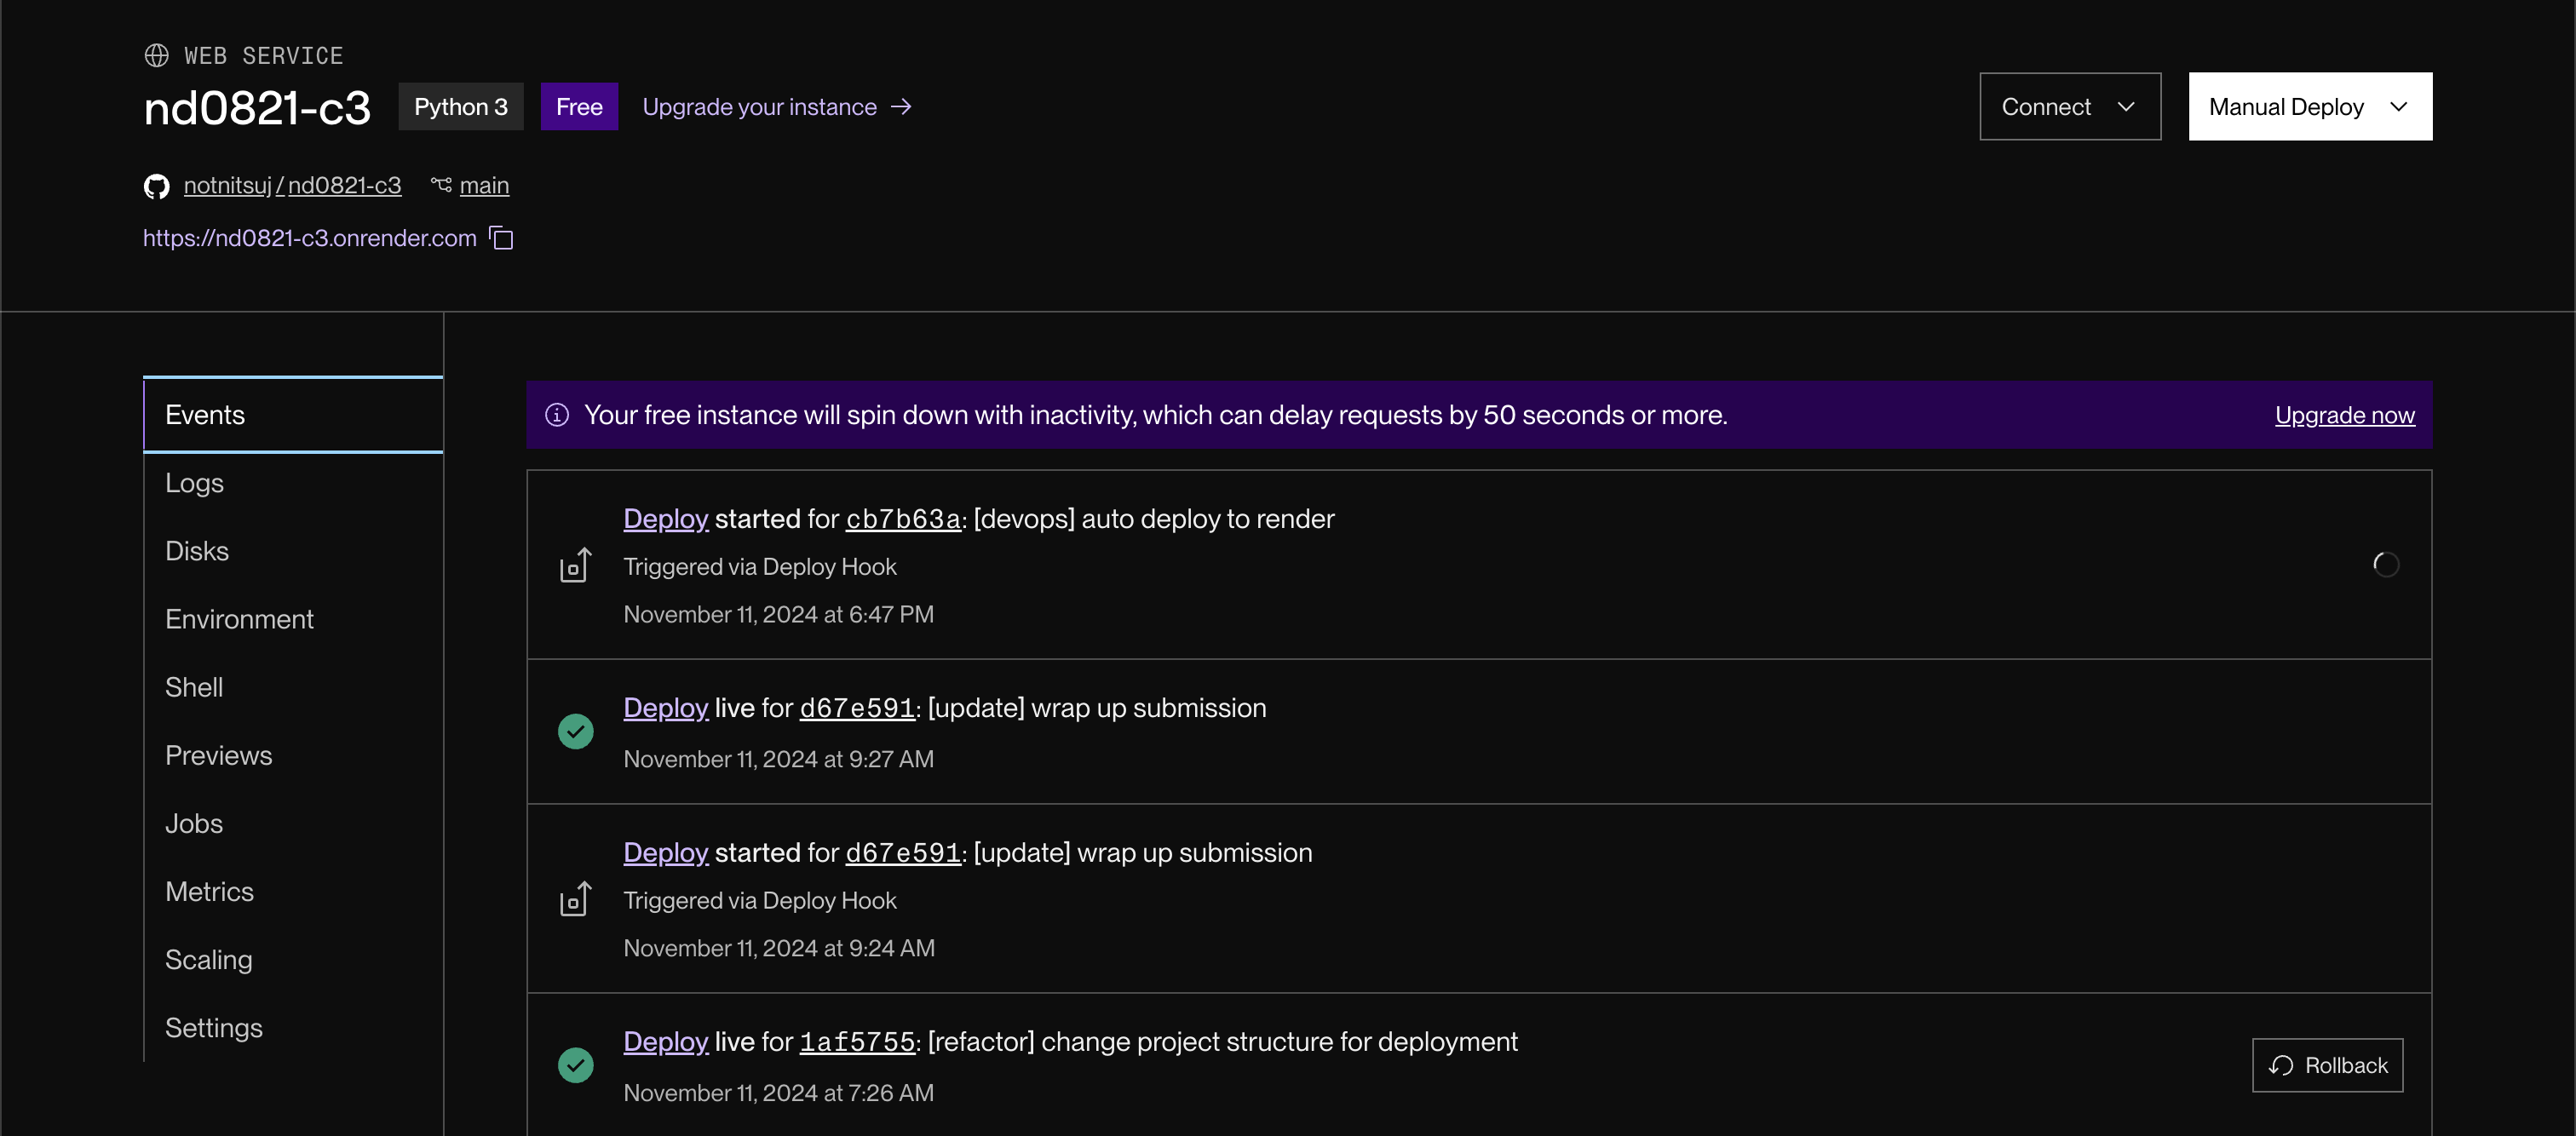 WEB SERVICE
nd0821-c3 Python 3 Free Upgrade your instance →
Connect Manual Deploy
notnitsuj / nd0821-c3 main
https://nd0821-c3.onrender.com
Events
Logs
Disks
Environment
Shell
Previews
Jobs
Metrics
Scaling
Settings
Your free instance will spin down with inactivity, which can delay requests by 50 seconds or more. Upgrade now
Deploy started for cb7b63a: [devops] auto deploy to render
Triggered via Deploy Hook
November 11, 2024 at 6:47 PM
Deploy live for d67e591: [update] wrap up submission
November 11, 2024 at 9:27 AM
Deploy started for d67e591: [update] wrap up submission
Triggered via Deploy Hook
November 11, 2024 at 9:24 AM
Deploy live for 1af5755: [refactor] change project structure for deployment
November 11, 2024 at 7:26 AM
Rollback